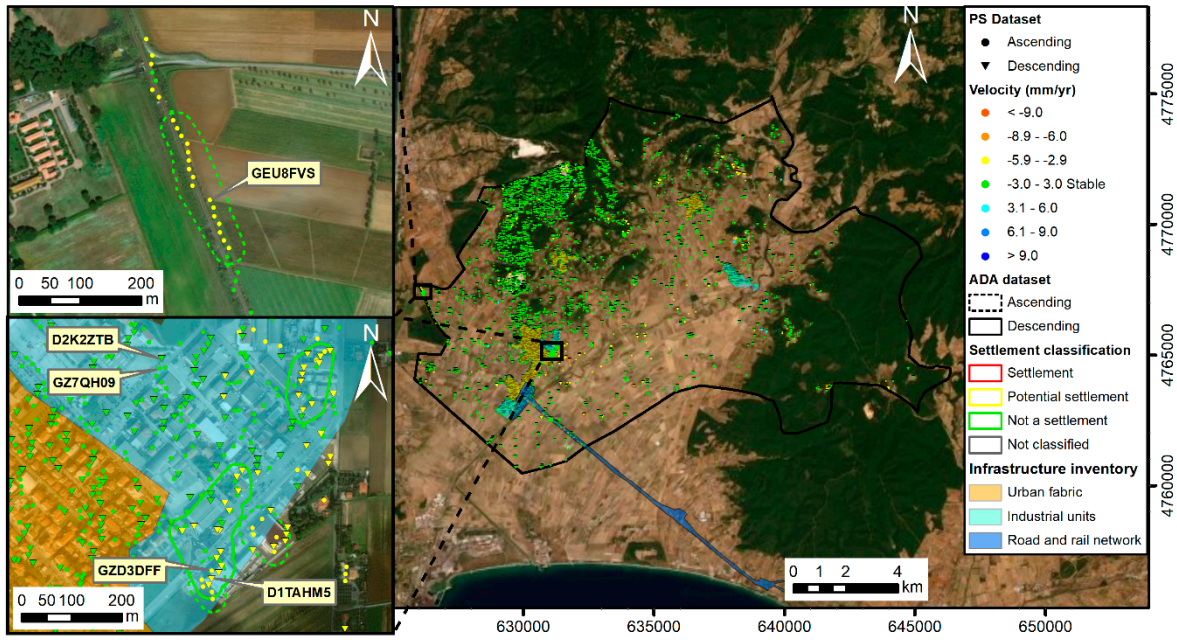 N
GEU8FVS
0 50 100 200
m
D2K2ZTB
GZ7QH09
N
GZD3DFF
D1TAHM5
0 50 100 200
m
N
0 1 2 4
km
630000 635000 640000 645000 650000
4775000
4770000
4765000
4760000
PS Dataset
Ascending
Descending
Velocity (mm/yr)
< -9.0
-8.9 - -6.0
-5.9 - -2.9
-3.0 - 3.0 Stable
3.1 - 6.0
6.1 - 9.0
> 9.0
ADA dataset
Ascending
Descending
Settlement classification
Settlement
Potential settlement
Not a settlement
Not classified
Infrastructure inventory
Urban fabric
Industrial units
Road and rail network